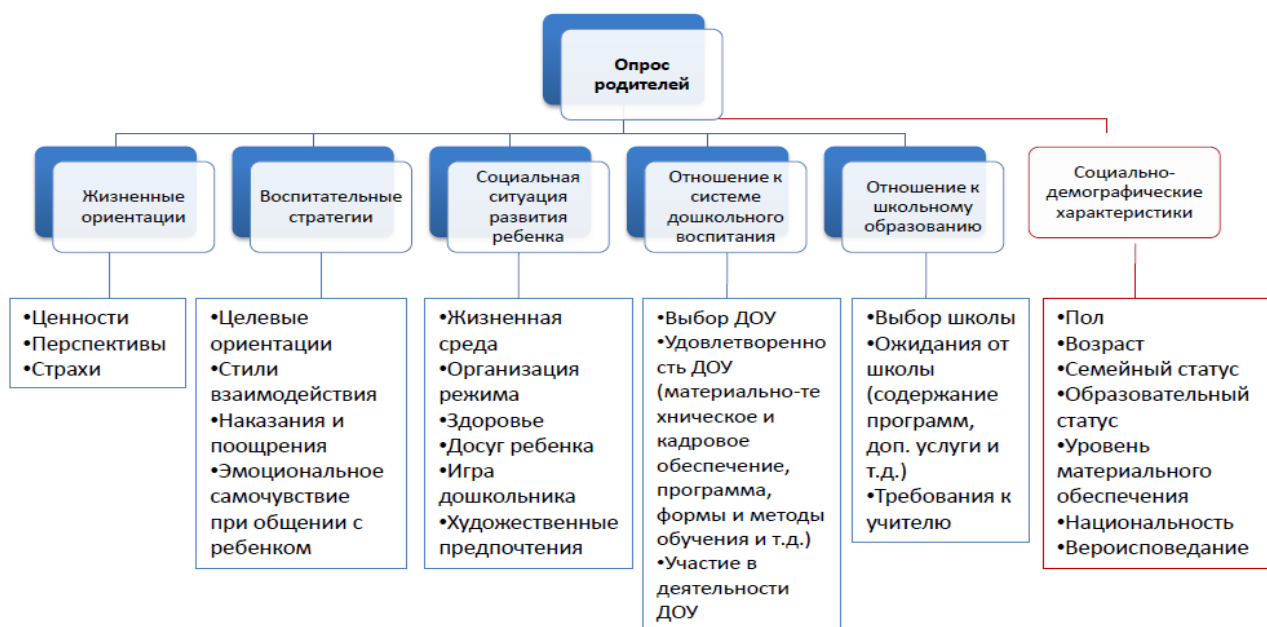 Опрос
родителей
Жизненные
ориентации
Воспитательные
стратегии
Социальная
ситуация
развития
ребенка
Отношение к
системе
дошкольного
воспитания
Отношение к
школьному
образованию
Социально-
демографические
характеристики
•Ценности
•Перспективы
•Страхи
•Целевые
ориентации
•Стили
взаимодействия
•Наказания и
поощрения
•Эмоциональное
самочувствие
при общении с
ребенком
•Жизненная
среда
•Организация
режима
•Здоровье
•Досуг ребенка
•Игра
дошкольника
•Художественные
предпочтения
•Выбор ДОУ
•Удовлетворенно
сть ДОУ
(материально-те
хническое и
кадровое
обеспечение,
программа,
формы и методы
обучения и т.д.)
•Участие в
деятельности
ДОУ
•Выбор школы
•Ожидания от
школы
(содержание
программ,
доп. услуги и
т.д.)
•Требования к
учителю
•Пол
•Возраст
•Семейный статус
•Образовательный
статус
•Уровень
материального
обеспечения
•Национальность
•Вероисповедание